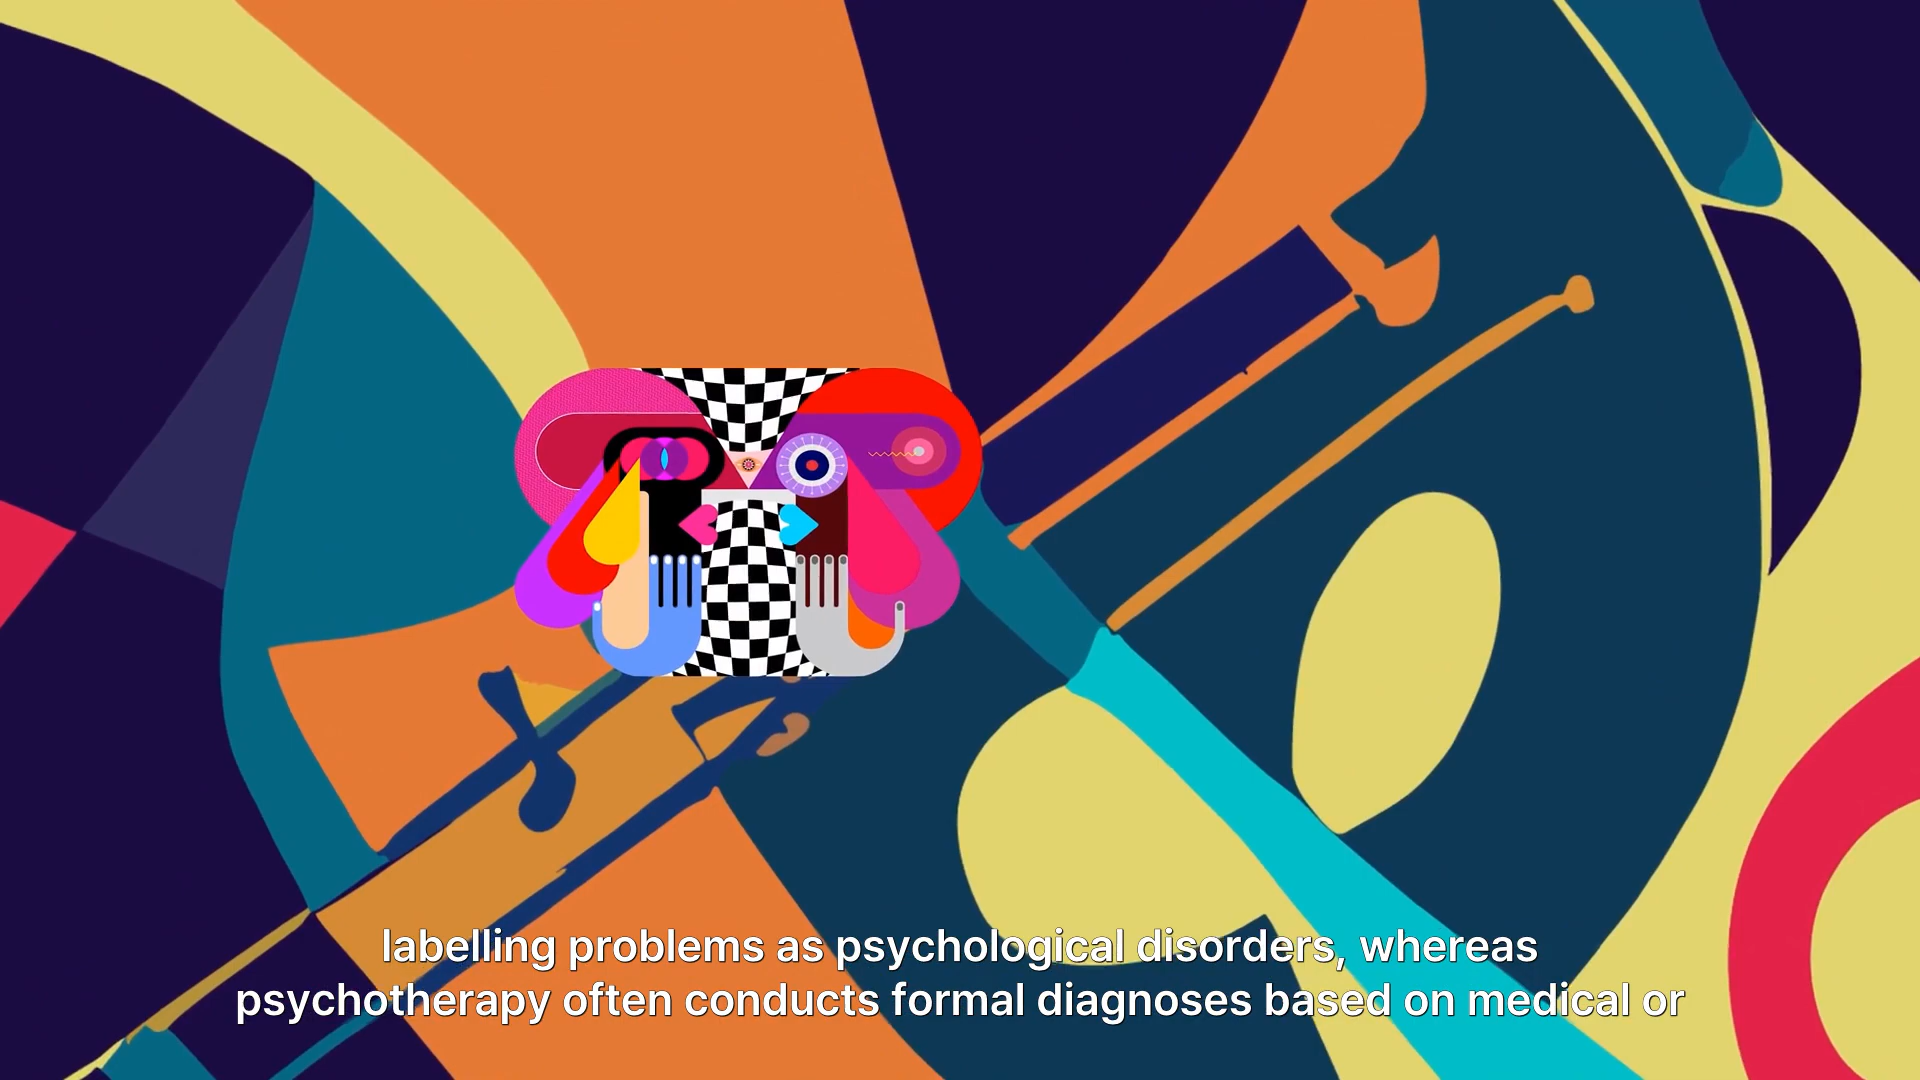 labelling problems as psychological disorders, whereas
psychotherapy often conducts formal diagnoses based on medical or